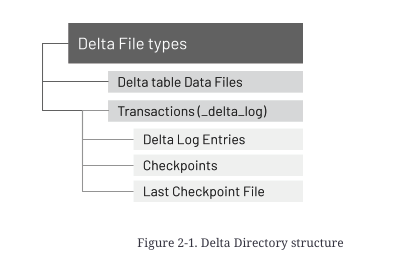 Delta File types
Delta table Data Files
Transactions (_delta_log)
Delta Log Entries
Checkpoints
Last Checkpoint File
Figure 2-1. Delta Directory structure